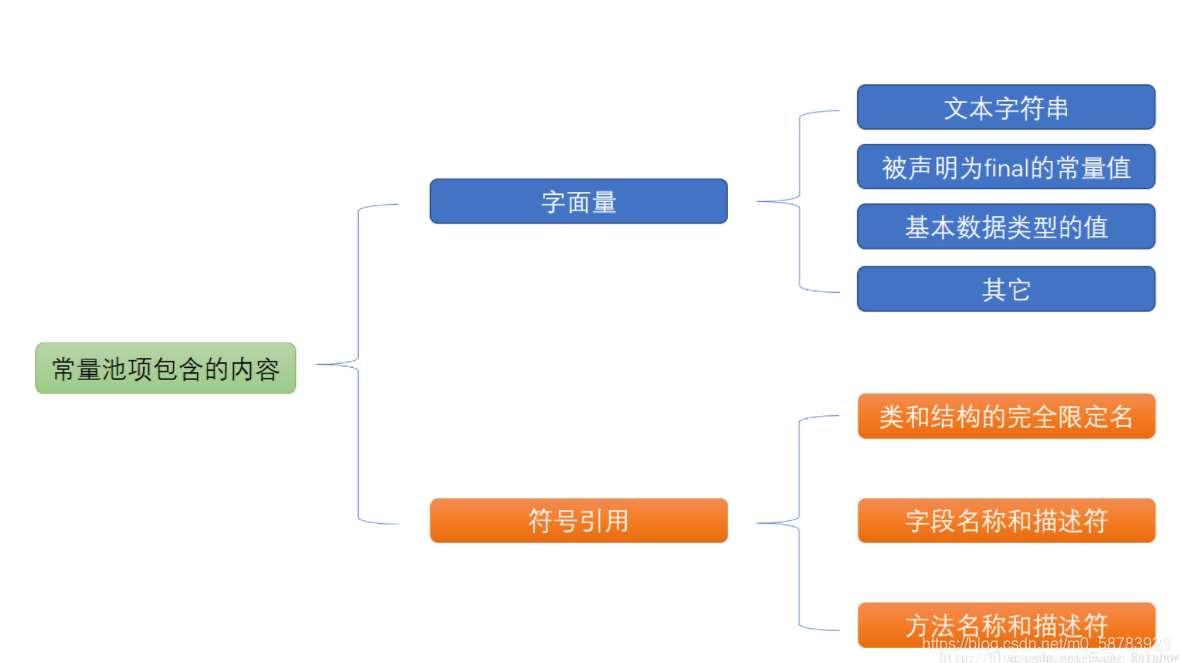 文本字符串
被声明为final的常量值
字面量
基本数据类型的值
其它
常量池项包含的内容
类和结构的完全限定名
符号引用
字段名称和描述符
方法名称和描述符
https://blog.csdn.net/m0_58783923